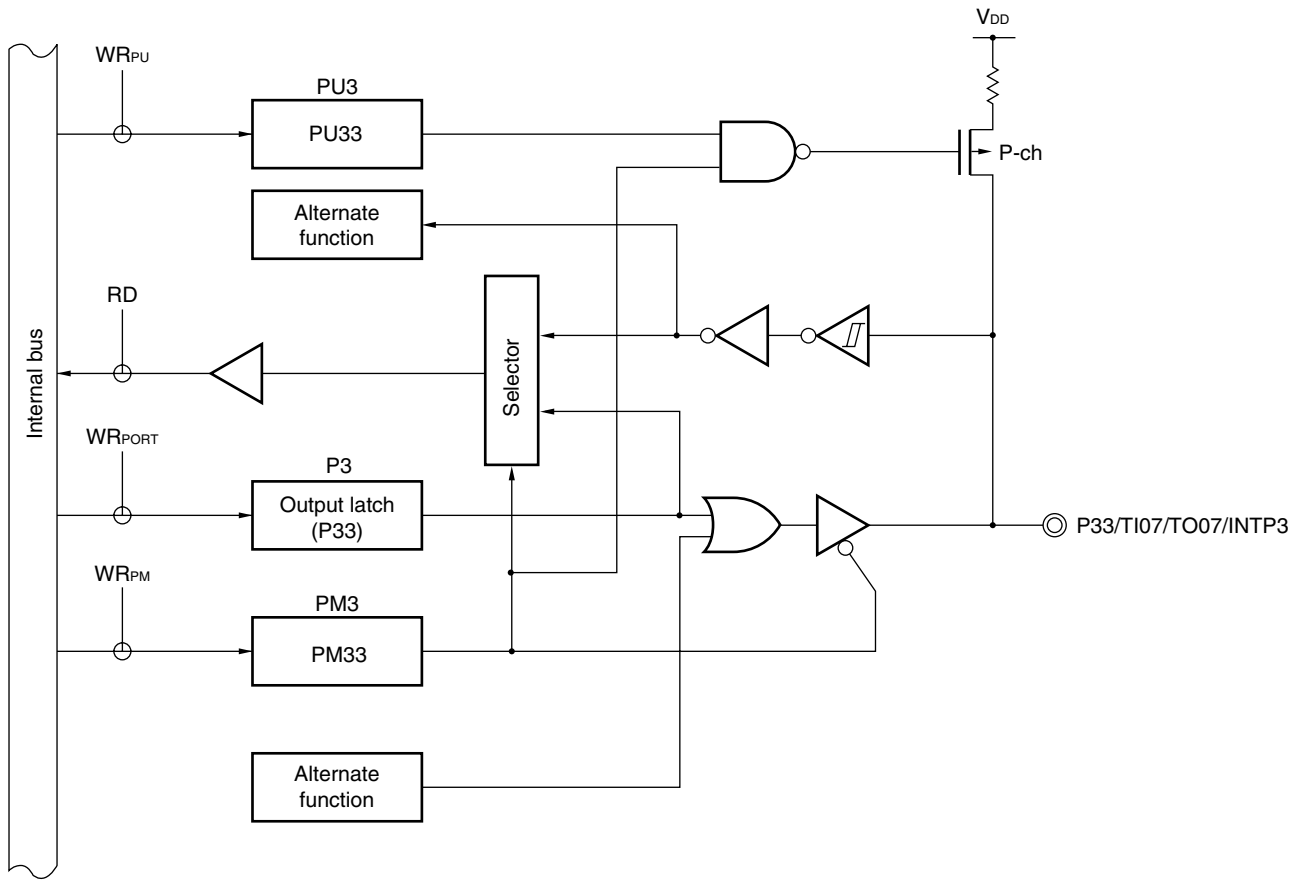 VDD
WRPU
PU3
PU33
P-ch
Alternate
function
RD
Selector
Internal bus
WRPORT
P3
Output latch
(P33)
P33/TI07/TO07/INTP3
WRPM
PM3
PM33
Alternate
function